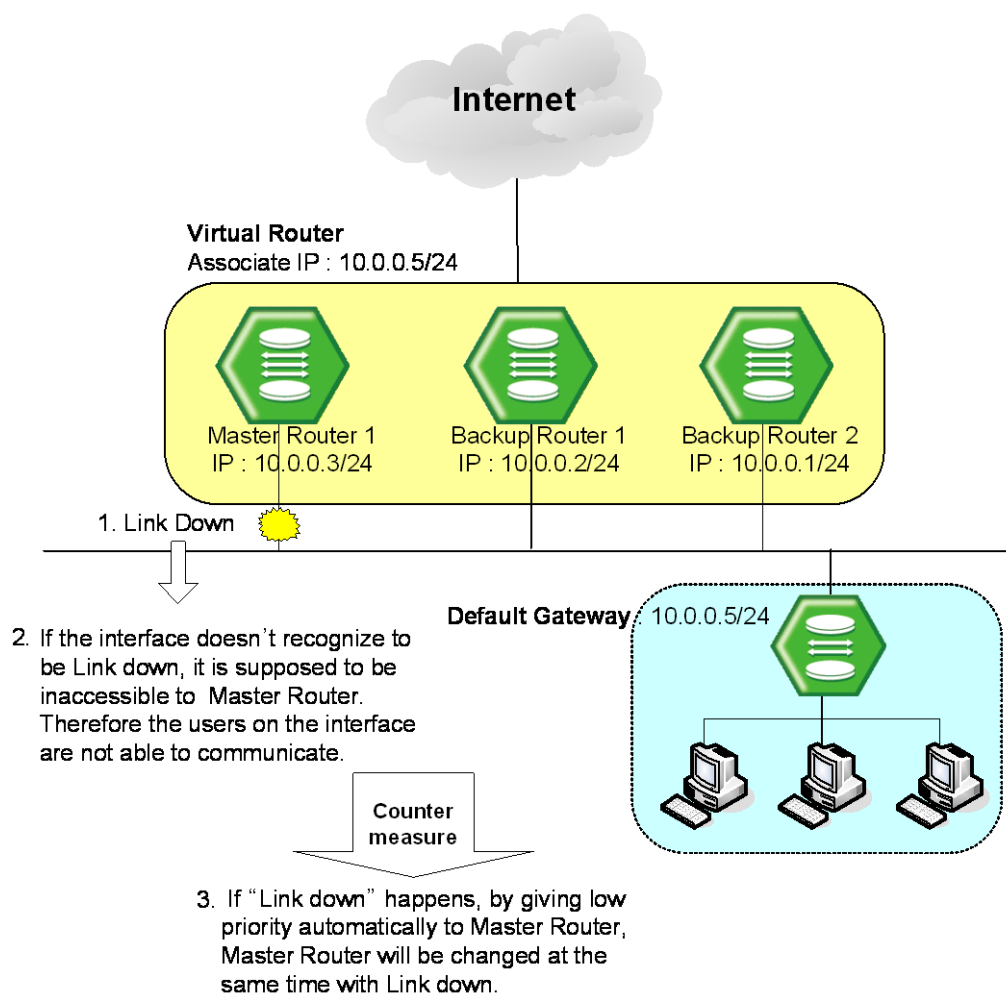 Internet
Virtual Router
Associate IP : 10.0.0.5/24
Master Router 1
IP : 10.0.0.3/24
Backup Router 1
IP : 10.0.0.2/24
Backup Router 2
IP : 10.0.0.1/24
1. Link Down
Default Gateway : 10.0.0.5/24
2. If the interface doesn’t recognize to
be Link down, it is supposed to be
inaccessible to Master Router.
Therefore the users on the interface
are not able to communicate.
Counter
measure
3. If “Link down” happens, by giving low
priority automatically to Master Router,
Master Router will be changed at the
same time with Link down.